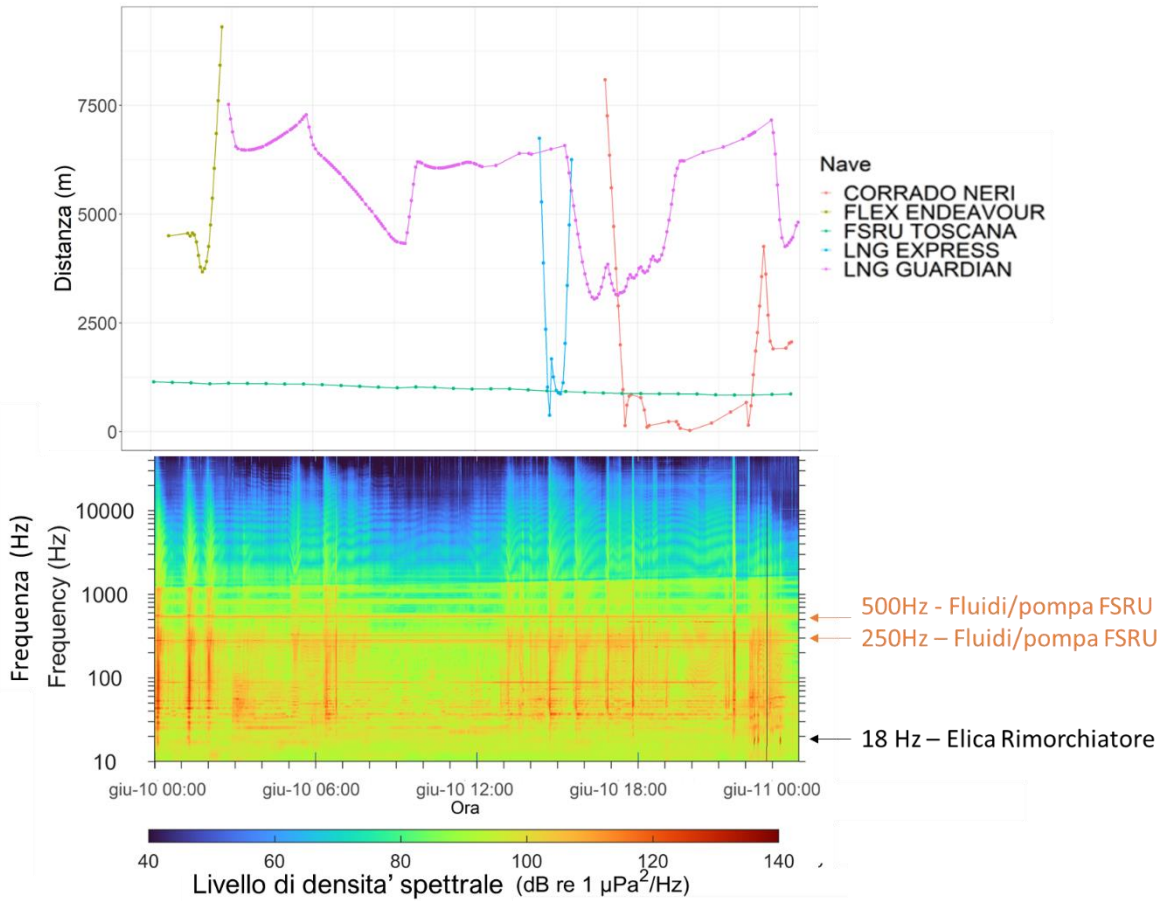 7500
5000
2500
0
Distanza (m)
Nave
CORRADO NERI
FLEX ENDEAVOUR
FSRU TOSCANA
LNG EXPRESS
LNG GUARDIAN
Frequenza (Hz)
Frequency (Hz)
10000
1000
100
10
500Hz - Fluidi/pompa FSRU
250Hz – Fluidi/pompa FSRU
18 Hz – Elica Rimorchiatore
giu-10 00:00 giu-10 06:00 giu-10 12:00 giu-10 18:00 giu-11 00:00
Ora
40 60 80 100 120 140
Livello di densita' spettrale (dB re 1 µPa²/Hz)